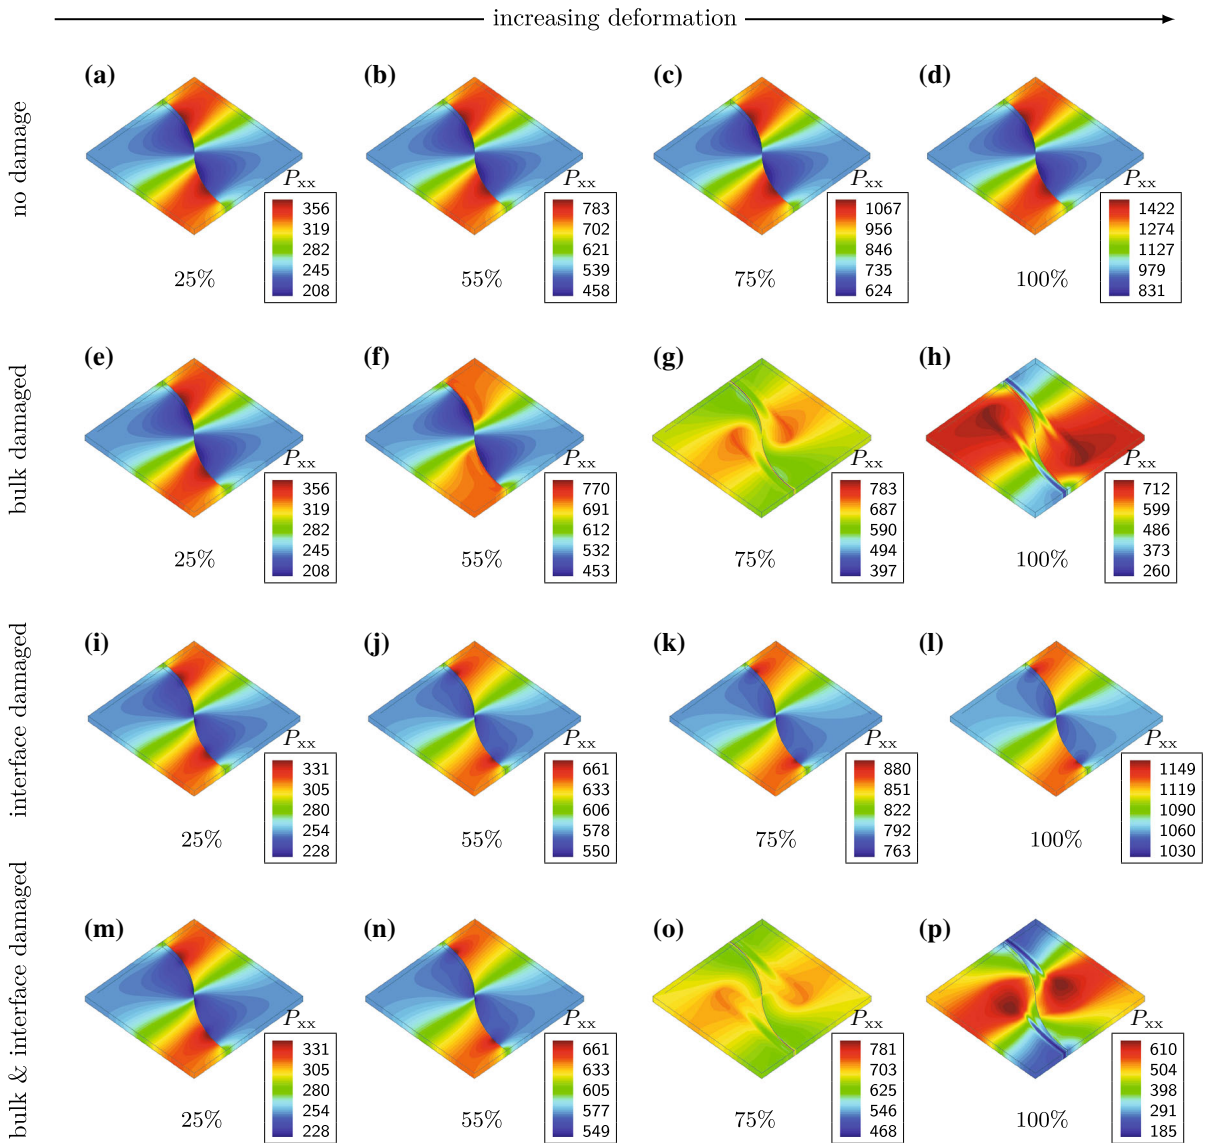 increasing deformation
no damage
(a)
P_xx
356
319
282
245
208
25%
(b)
P_xx
783
702
621
539
458
55%
(c)
P_xx
1067
956
846
735
624
75%
(d)
P_xx
1422
1274
1127
979
831
100%
bulk damaged
(e)
P_xx
356
319
282
245
208
25%
(f)
P_xx
770
691
612
532
453
55%
(g)
P_xx
783
687
590
494
397
75%
(h)
P_xx
712
599
486
373
260
100%
interface damaged
(i)
P_xx
331
305
280
254
228
25%
(j)
P_xx
661
633
606
578
550
55%
(k)
P_xx
880
851
822
792
763
75%
(l)
P_xx
1149
1119
1090
1060
1030
100%
bulk & interface damaged
(m)
P_xx
331
305
280
254
228
25%
(n)
P_xx
661
633
605
577
549
55%
(o)
P_xx
781
703
625
546
468
75%
(p)
P_xx
610
504
398
291
185
100%